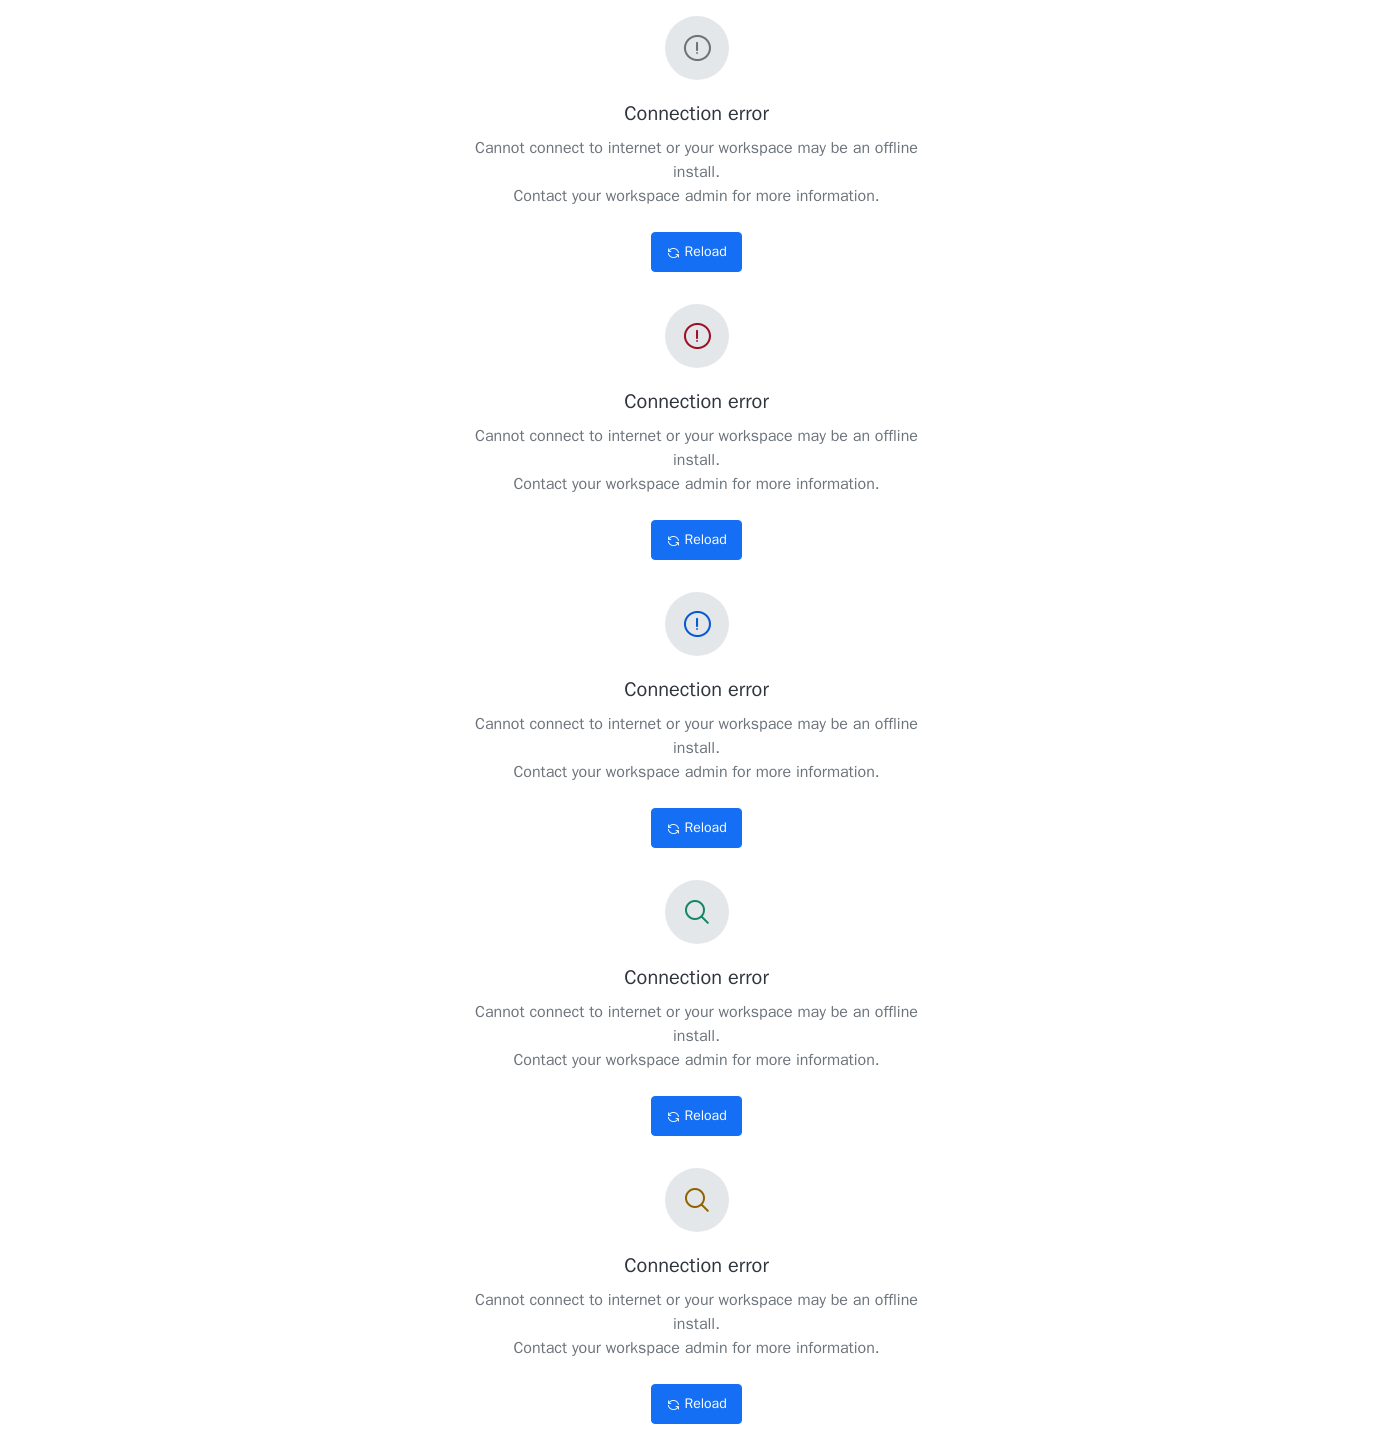 Connection error
Cannot connect to internet or your workspace may be an offline
install.
Contact your workspace admin for more information.
Reload
Connection error
Cannot connect to internet or your workspace may be an offline
install.
Contact your workspace admin for more information.
Reload
Connection error
Cannot connect to internet or your workspace may be an offline
install.
Contact your workspace admin for more information.
Reload
Connection error
Cannot connect to internet or your workspace may be an offline
install.
Contact your workspace admin for more information.
Reload
Connection error
Cannot connect to internet or your workspace may be an offline
install.
Contact your workspace admin for more information.
Reload